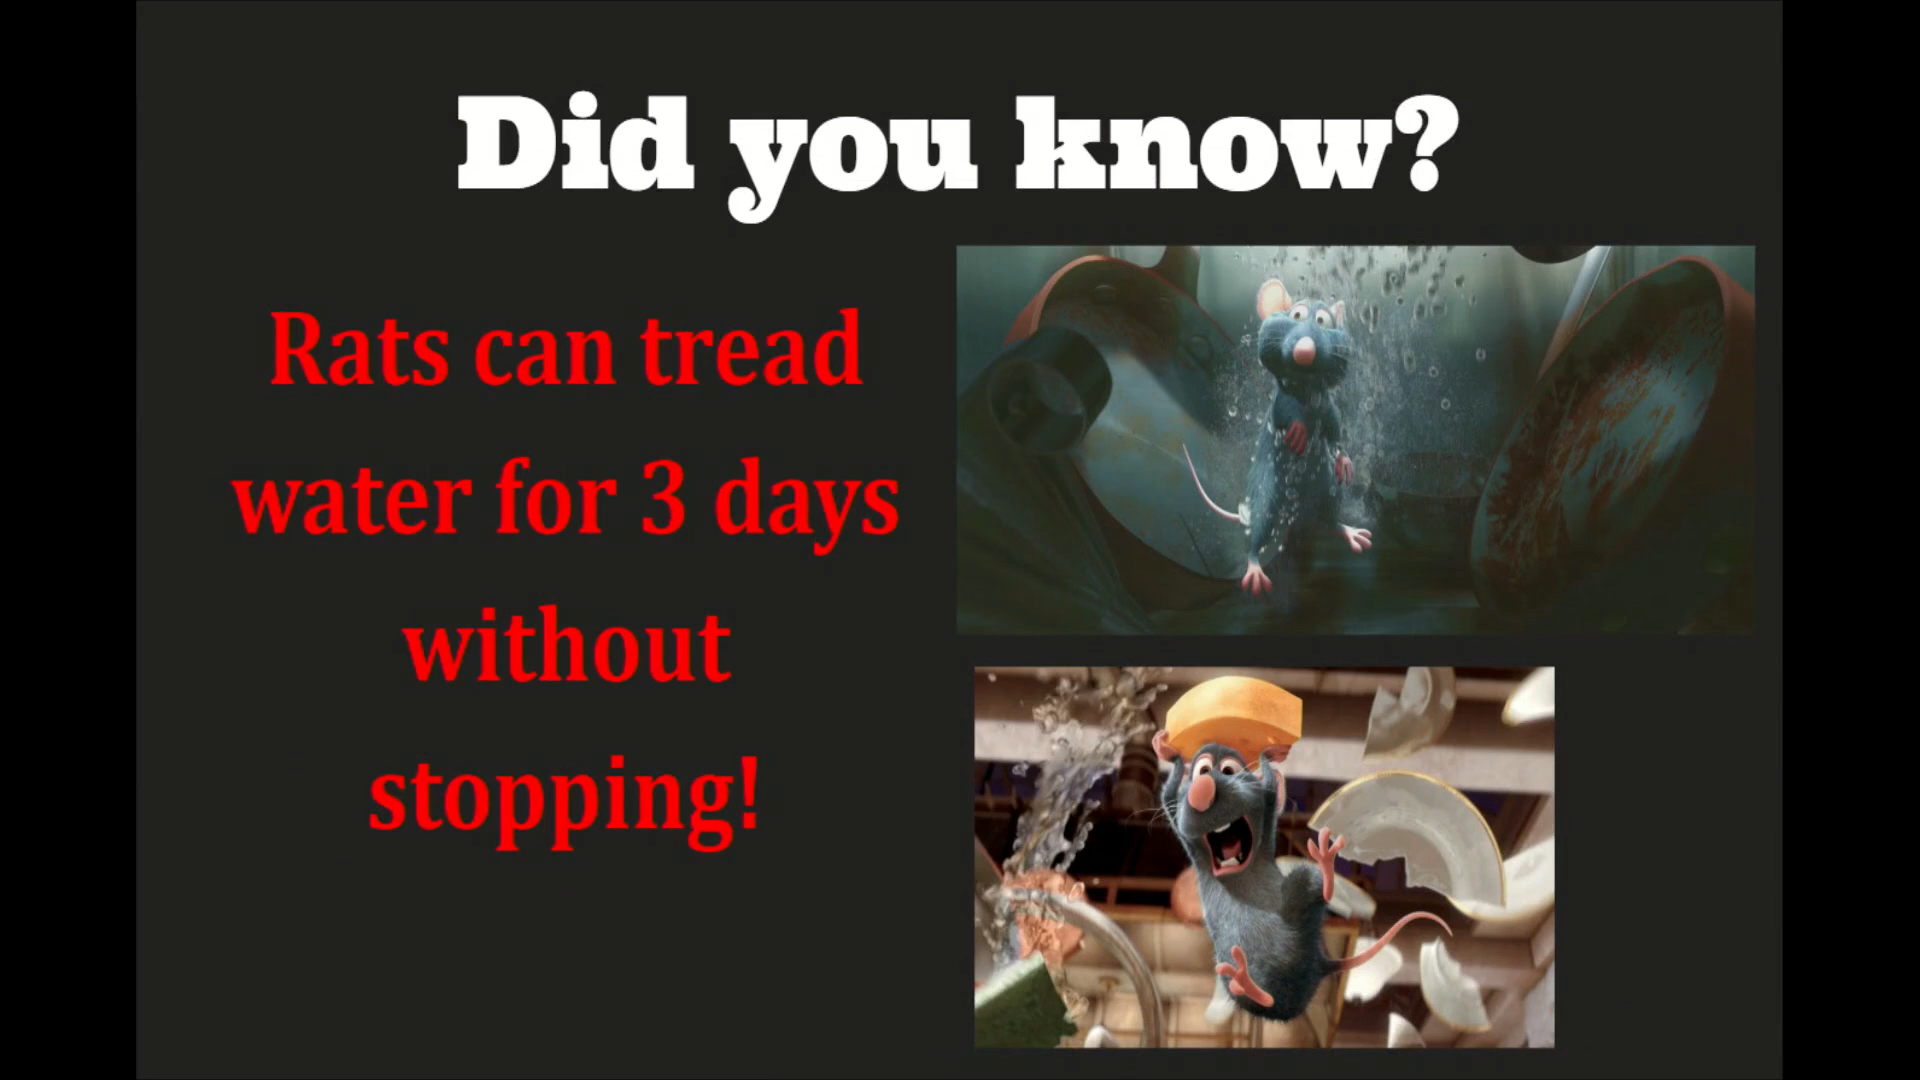 Did you know?
Rats can tread
water for 3 days
without
stopping!